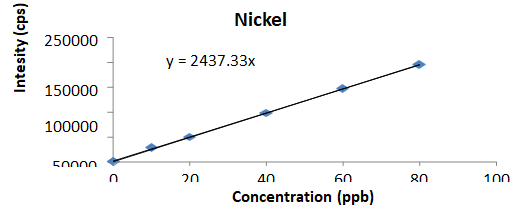 Nickel
Intesity (cps)
250000
150000
100000
50000
y = 2437.33x
0 20 40 60 80 100
Concentration (ppb)